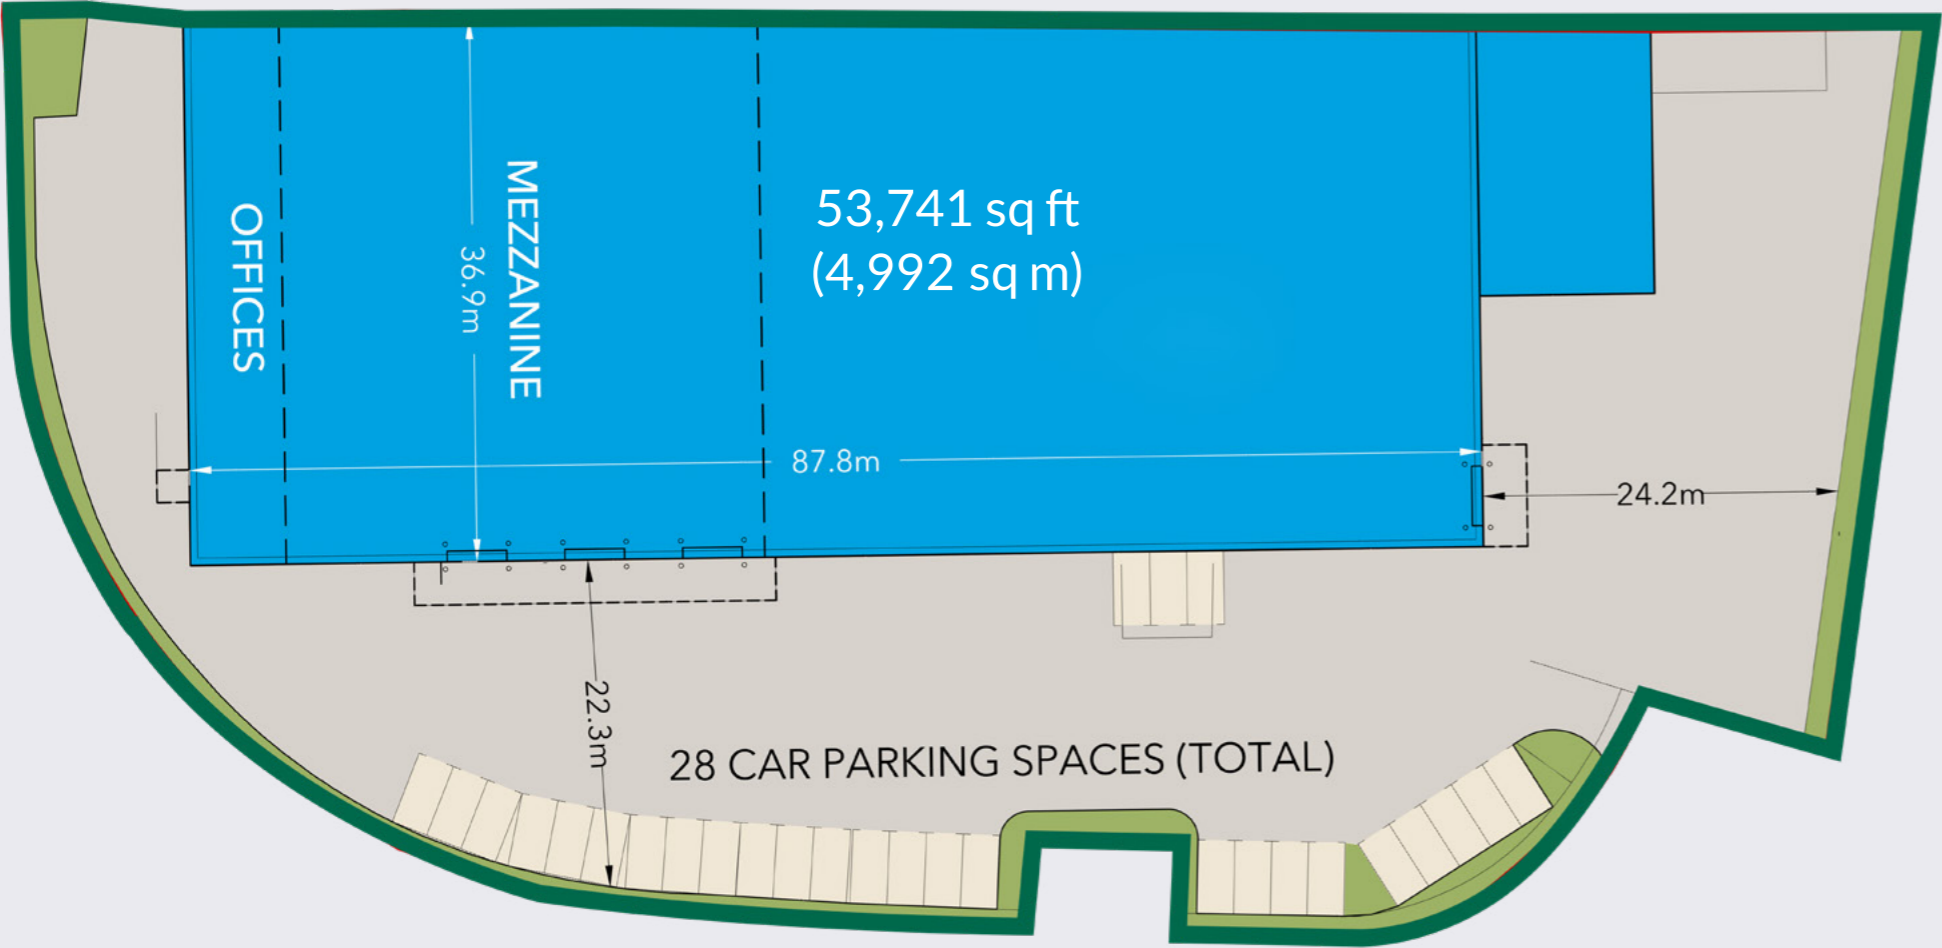 OFFICES
MEZZANINE
36.9m
53,741 sq ft
(4,992 sq m)
87.8m
24.2m
22.3m
28 CAR PARKING SPACES (TOTAL)